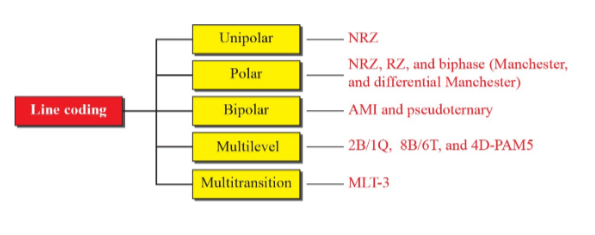 Unipolar
NRZ
Polar
NRZ, RZ, and biphase (Manchester,
and differential Manchester)
Line coding
Bipolar
AMI and pseudoternary
Multilevel
2B/1Q, 8B/6T, and 4D-PAM5
Multitransition
MLT-3